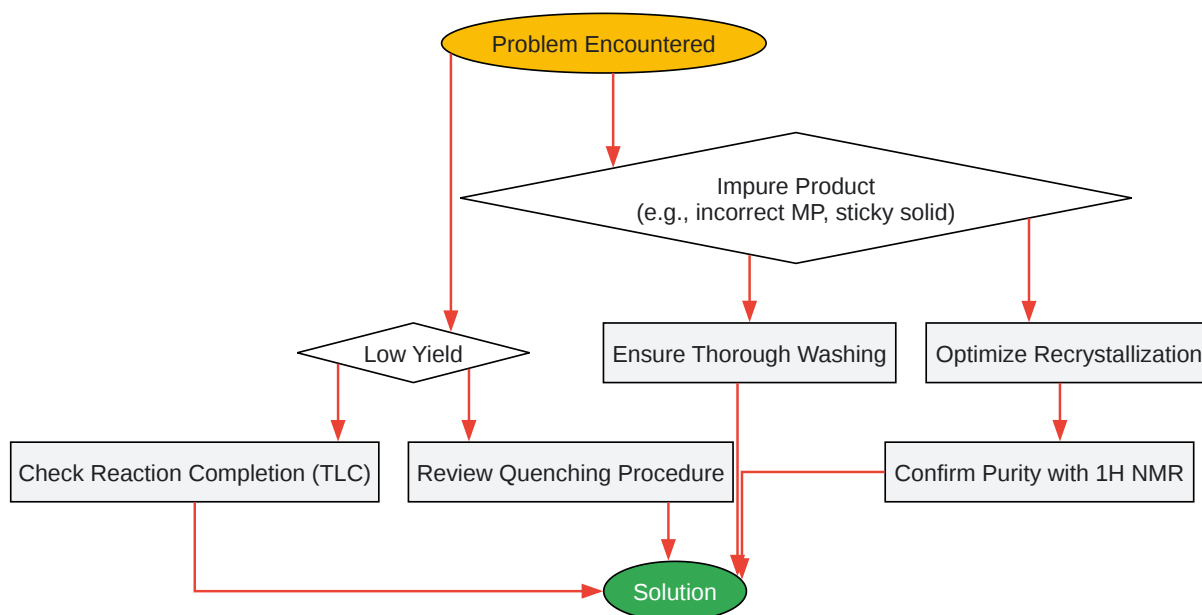 Problem Encountered
Impure Product
(e.g., incorrect MP, sticky solid)
Low Yield
Ensure Thorough Washing
Optimize Recrystallization
Check Reaction Completion (TLC)
Review Quenching Procedure
Confirm Purity with 1H NMR
Solution